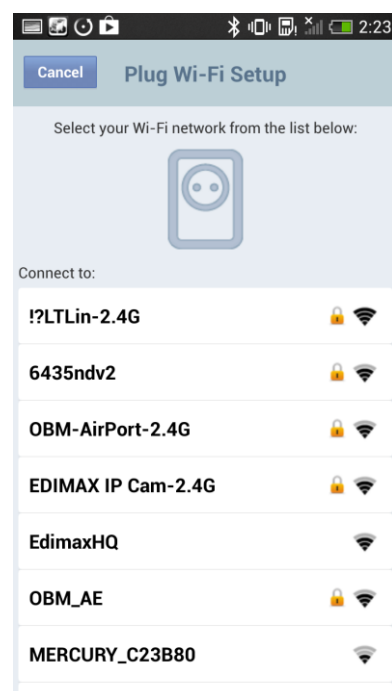 2:23
Cancel
Plug Wi-Fi Setup
Select your Wi-Fi network from the list below:
Connect to:
!?LTLin-2.4G
6435ndv2
OBM-AirPort-2.4G
EDIMAX IP Cam-2.4G
EdimaxHQ
OBM_AE
MERCURY_C23B80